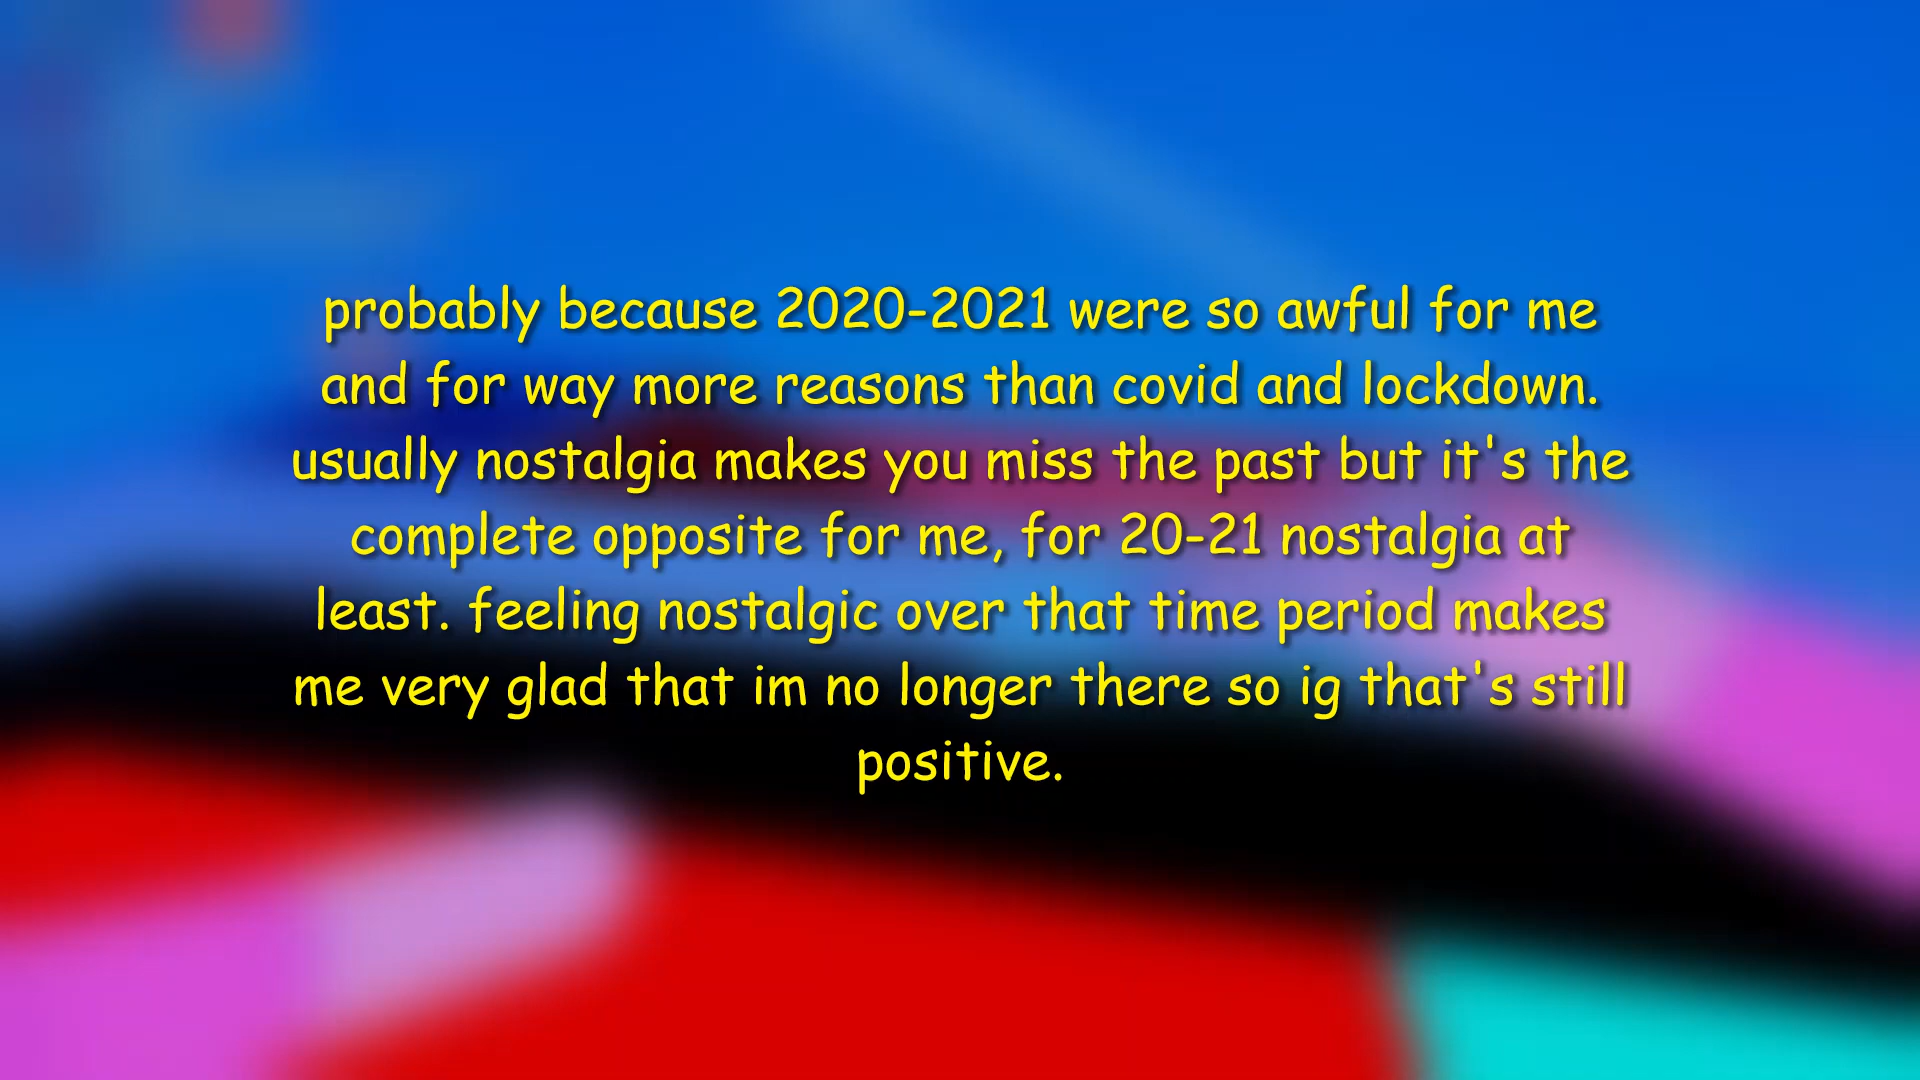 probably because 2020-2021 were so awful for me
and for way more reasons than covid and lockdown.
usually nostalgia makes you miss the past but it's the
complete opposite for me, for 20-21 nostalgia at
least. feeling nostalgic over that time period makes
me very glad that im no longer there so ig that's still
positive.